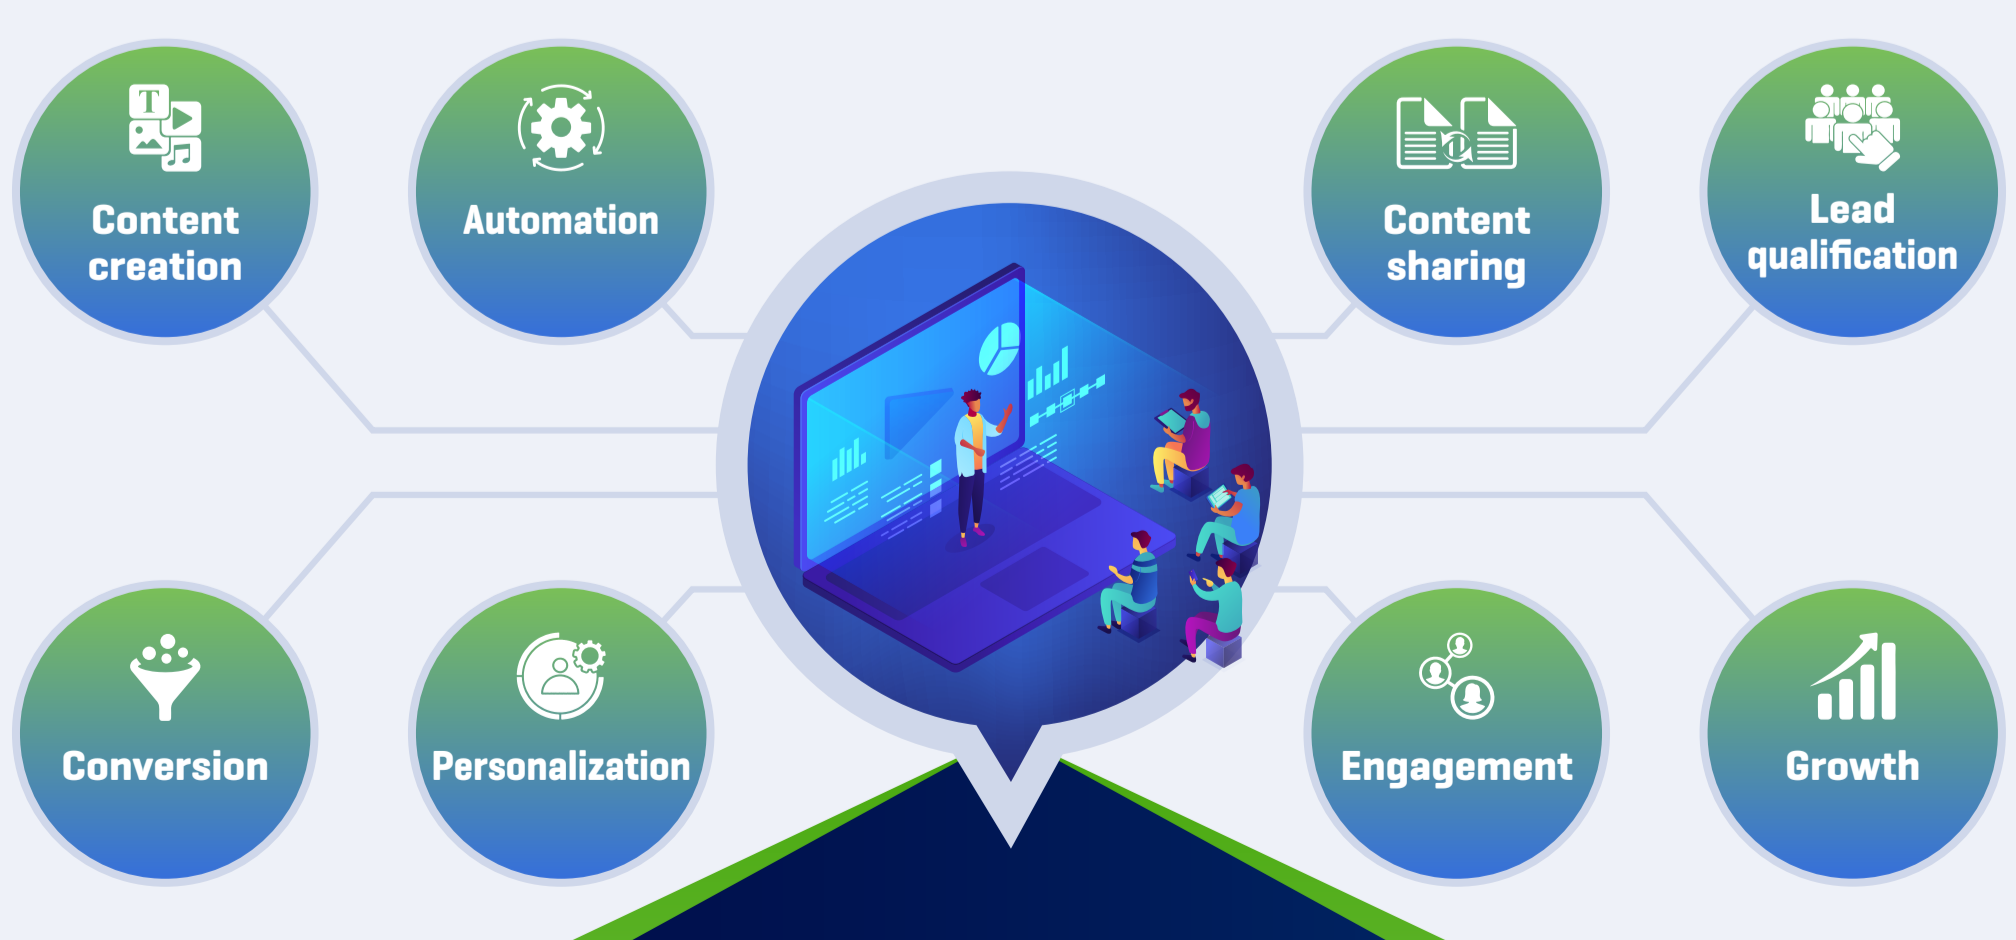 Content
creation
Automation
Content
sharing
Lead
qualification
Conversion
Personalization
Engagement
Growth